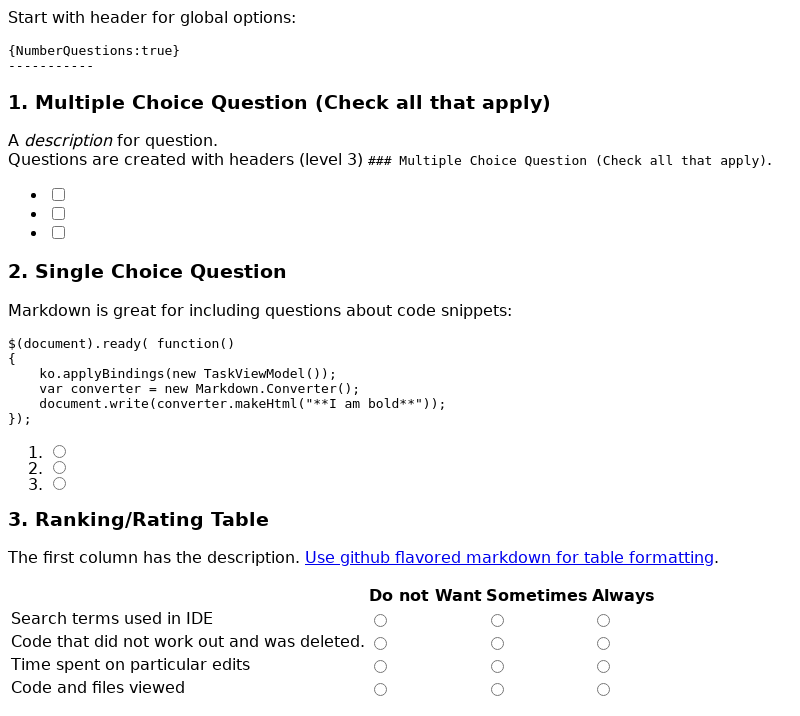 Start with header for global options:
{NumberQuestions:true}
-----------
1. Multiple Choice Question (Check all that apply)
A description for question.
Questions are created with headers (level 3) ### Multiple Choice Question (Check all that apply).
2. Single Choice Question
Markdown is great for including questions about code snippets:
$(document).ready( function()
{
    ko.applyBindings(new TaskViewModel());
    var converter = new Markdown.Converter();
    document.write(converter.makeHtml("**I am bold**"));
});
1.
2.
3.
3. Ranking/Rating Table
The first column has the description. Use github flavored markdown for table formatting.
Do not Want Sometimes Always
Search terms used in IDE
Code that did not work out and was deleted.
Time spent on particular edits
Code and files viewed